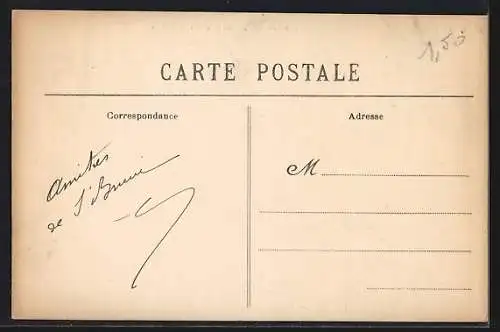 1,50
CARTE POSTALE
Correspondance
Adresse
Amitiés
de
M